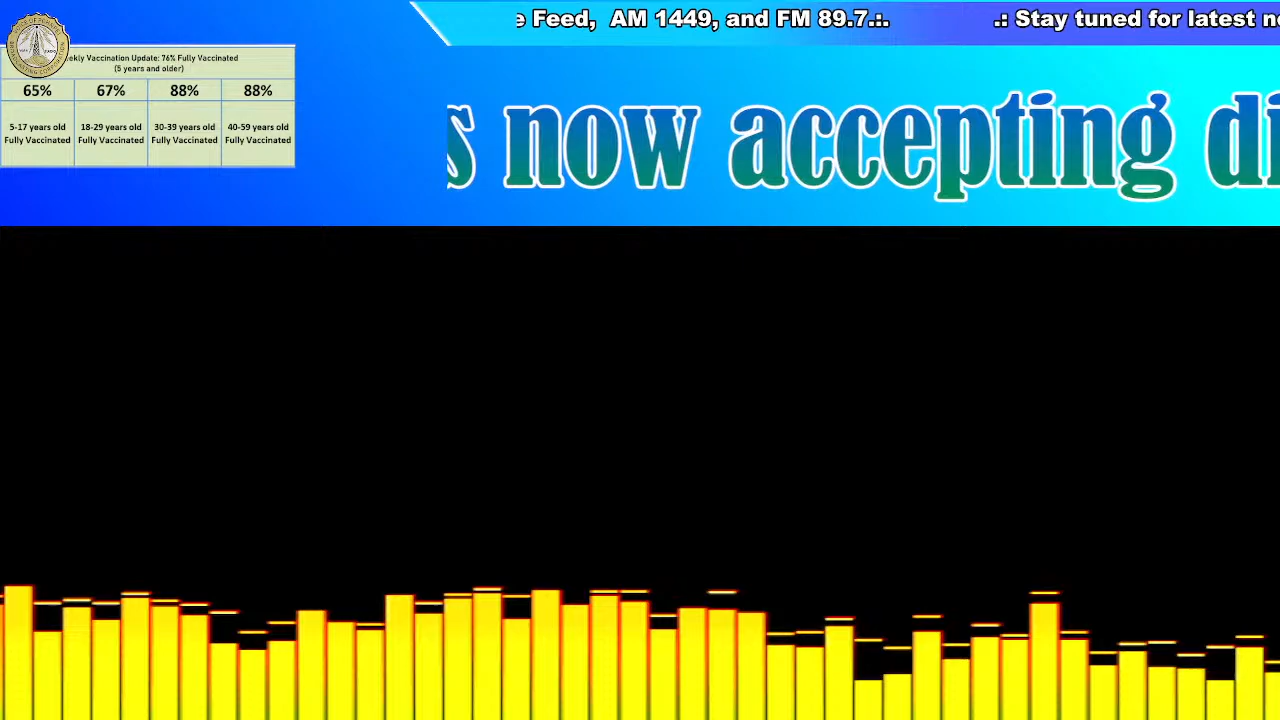 e Feed, AM 1449, and FM 89.7.:. .: Stay tuned for latest ne
ekly Vaccination Update: 76% Fully Vaccinated
(5 years and older)
65% 67% 88% 88%
5-17 years old 18-29 years old 30-39 years old 40-59 years old
Fully Vaccinated Fully Vaccinated Fully Vaccinated Fully Vaccinated
s now accepting di